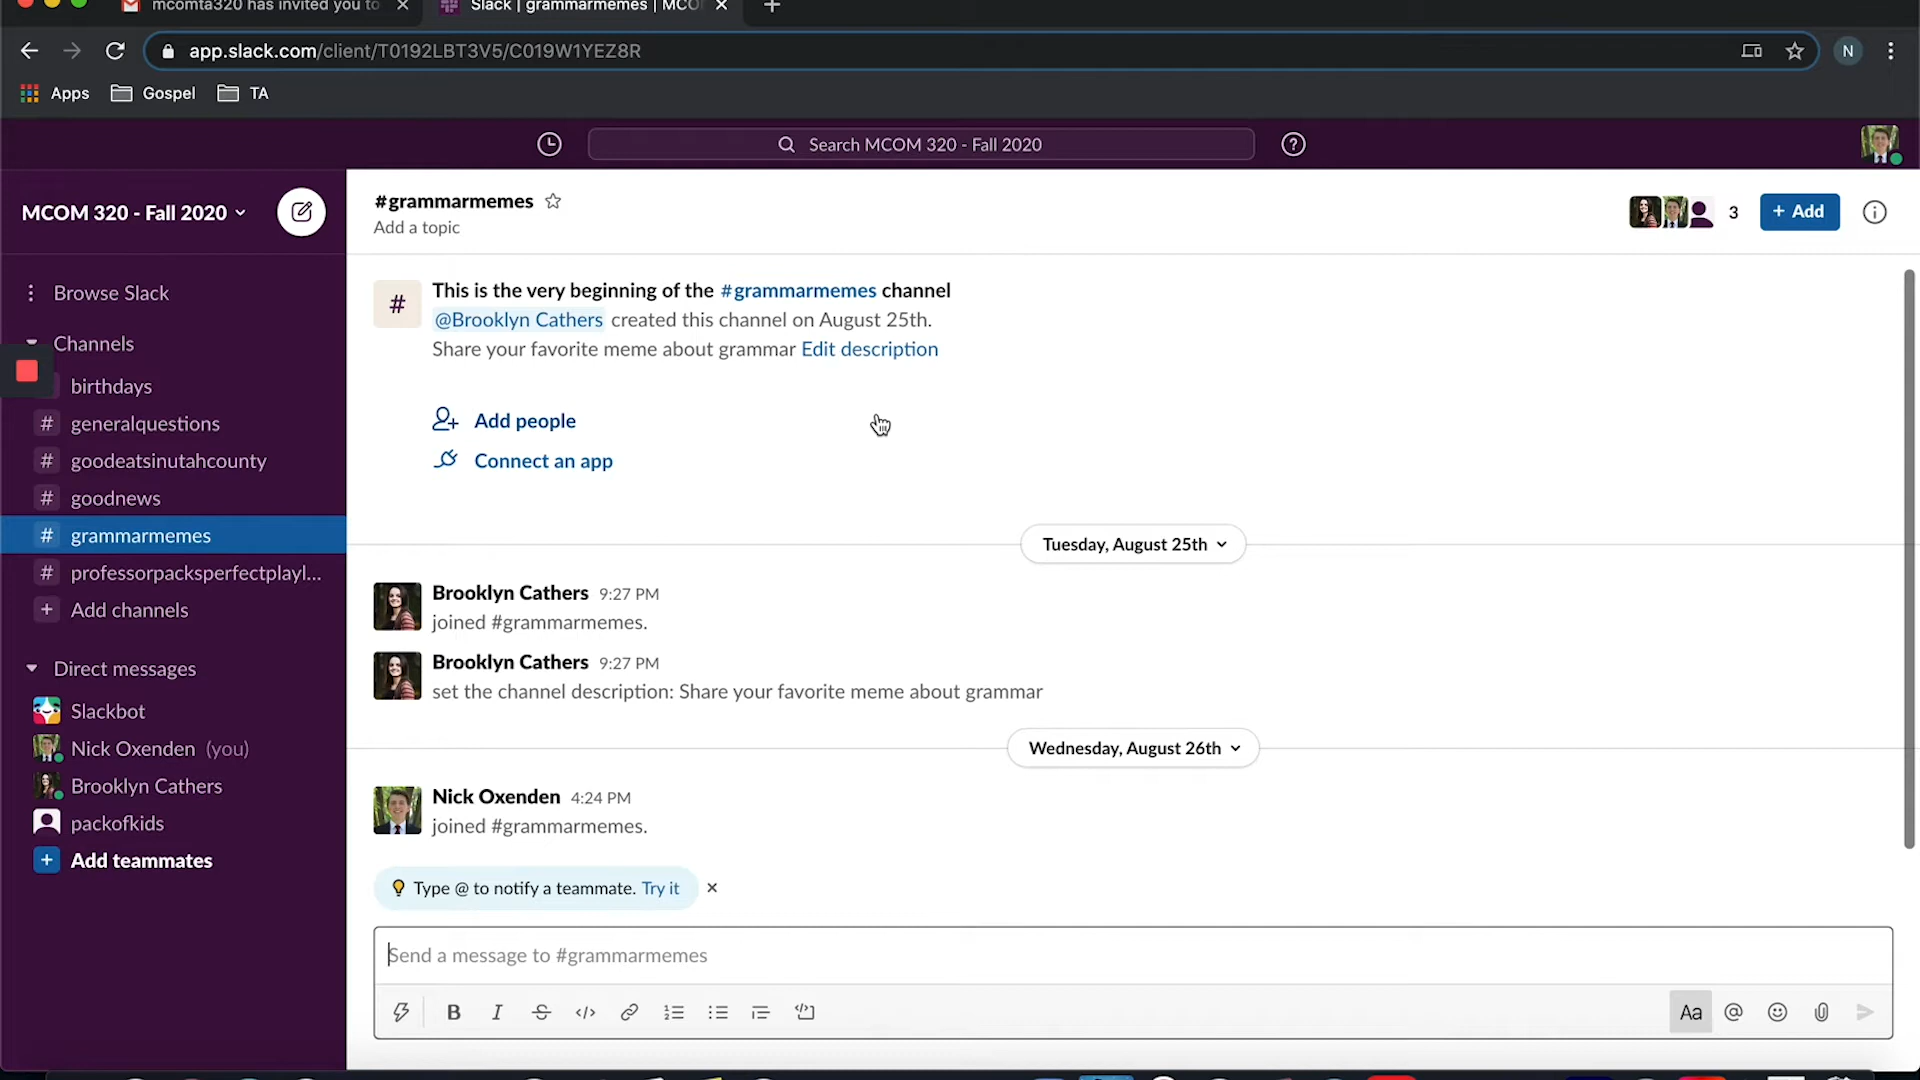 mcomta320 has invited you to
Slack | grammarmemes | MCO
app.slack.com/client/T0192LBT3V5/C019W1YEZ8R
N
Apps
Gospel
TA
Search MCOM 320 - Fall 2020
MCOM 320 - Fall 2020
#grammarmemes
Add a topic
3
+ Add
Browse Slack
Channels
birthdays
# generalquestions
# goodeatsinutahcounty
# goodnews
# grammarmemes
# professorpacksperfectplayl...
+ Add channels
Direct messages
Slackbot
Nick Oxenden (you)
Brooklyn Cathers
packofkids
+ Add teammates
# This is the very beginning of the #grammarmemes channel
@Brooklyn Cathers created this channel on August 25th.
Share your favorite meme about grammar Edit description
Add people
Connect an app
Tuesday, August 25th
Brooklyn Cathers 9:27 PM
joined #grammarmemes.
Brooklyn Cathers 9:27 PM
set the channel description: Share your favorite meme about grammar
Wednesday, August 26th
Nick Oxenden 4:24 PM
joined #grammarmemes.
Type @ to notify a teammate. Try it
Send a message to #grammarmemes
B I S </> Aa @